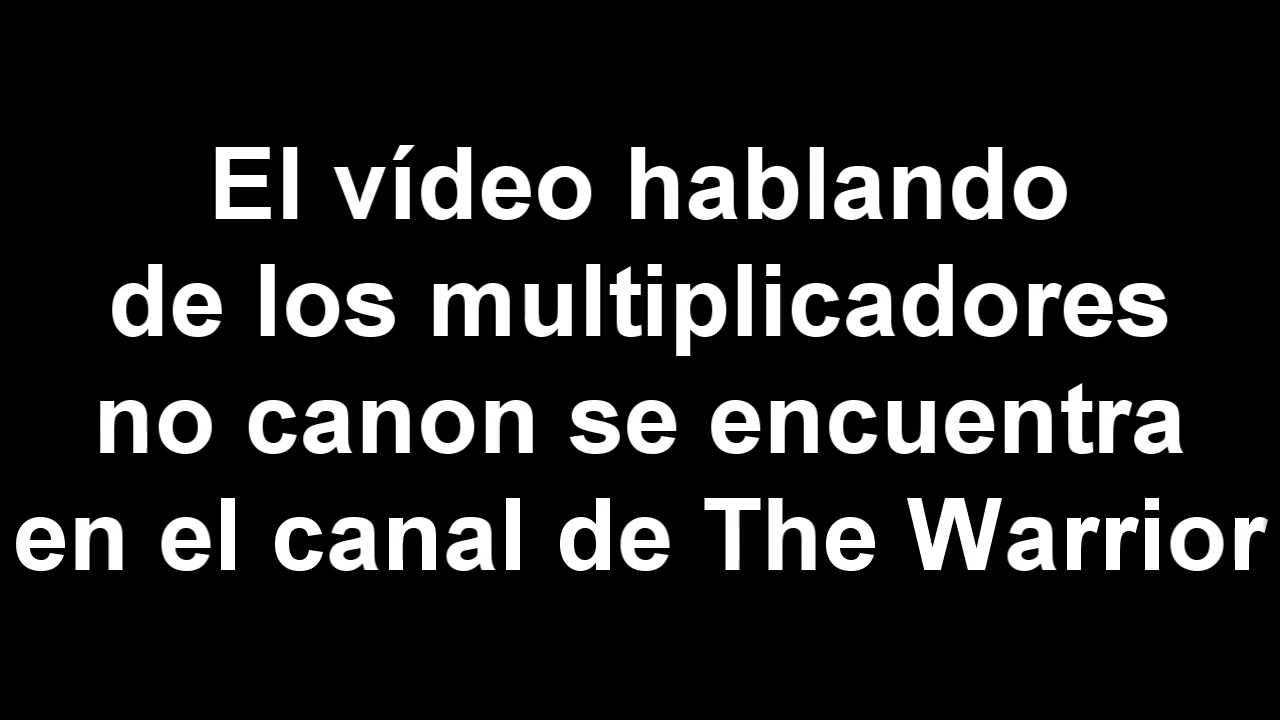 El vídeo hablando
de los multiplicadores
no canon se encuentra
en el canal de The Warrior